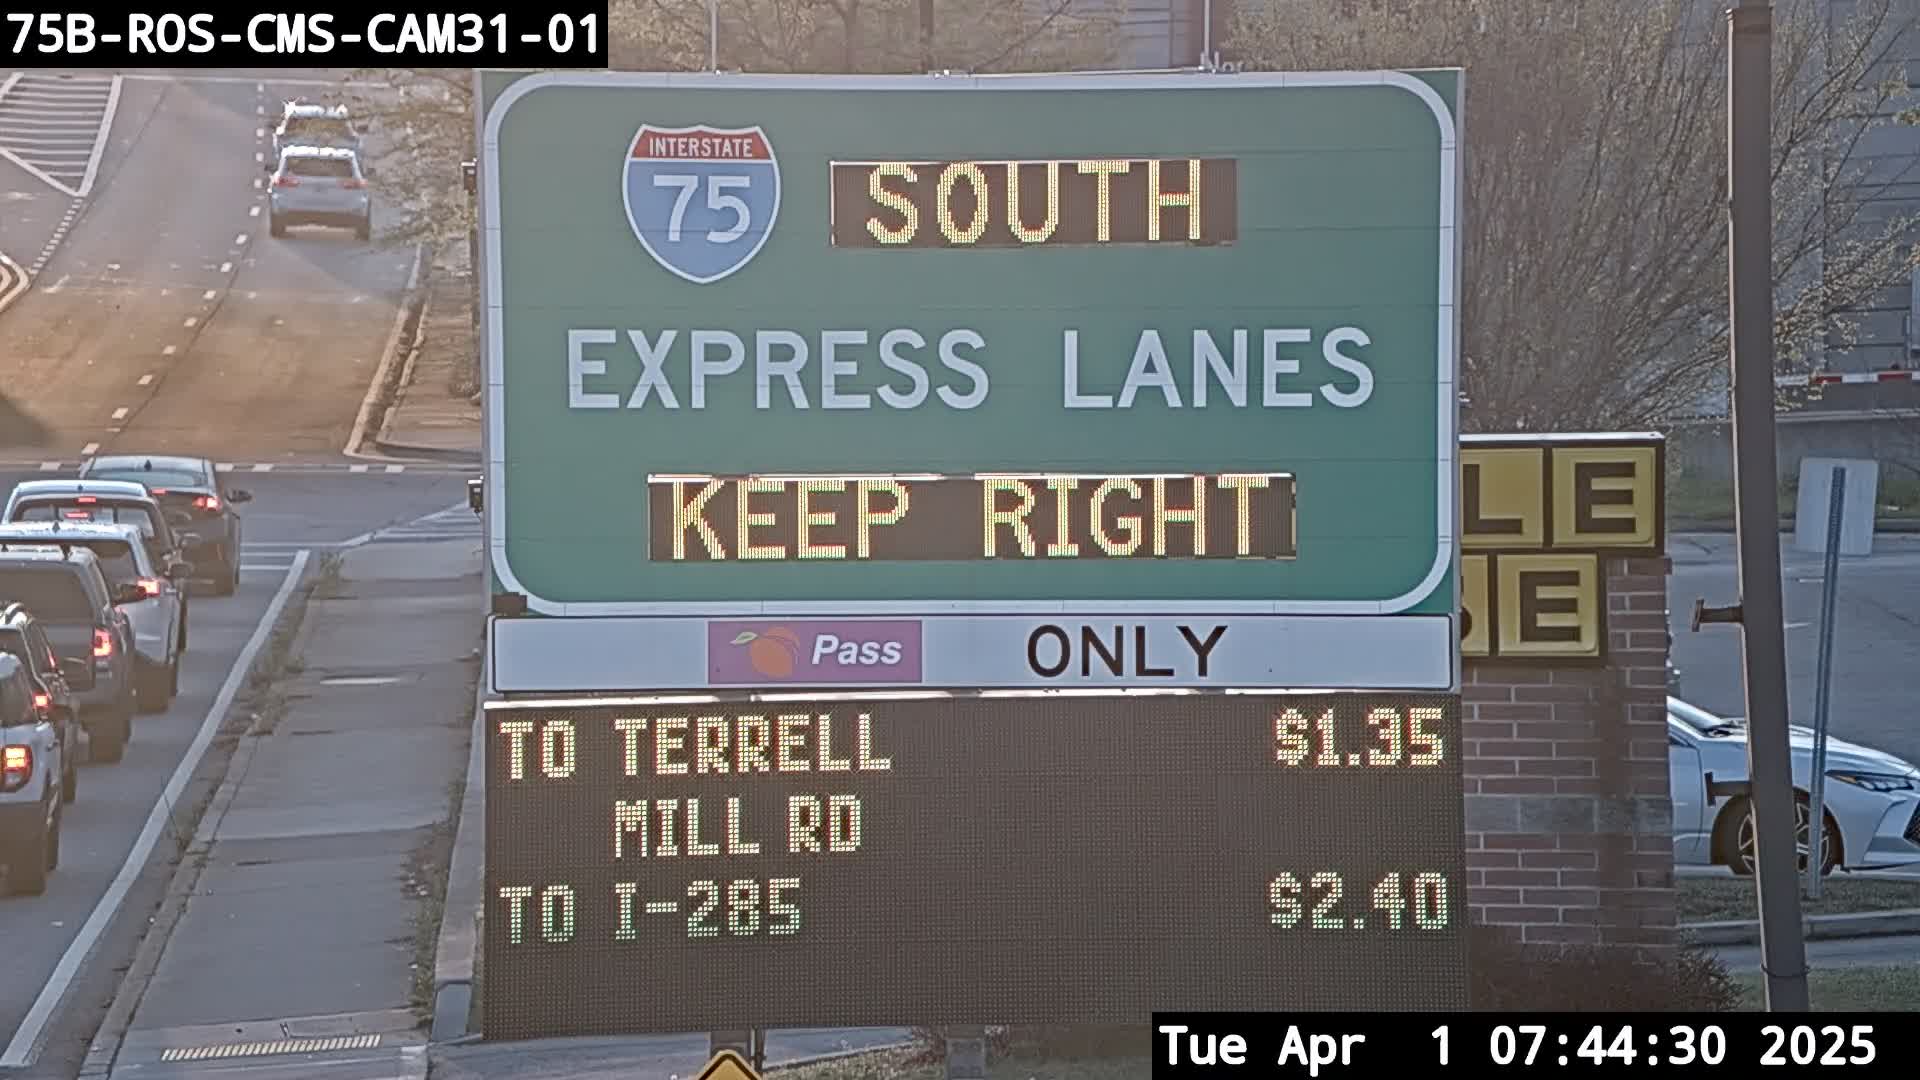 75B-ROS-CMS-CAM31-01
INTERSTATE
75
SOUTH
EXPRESS LANES
KEEP RIGHT
Pass ONLY
TO TERRELL $1.35
MILL RD
TO I-285 $2.40
LE
E
Tue Apr 1 07:44:30 2025